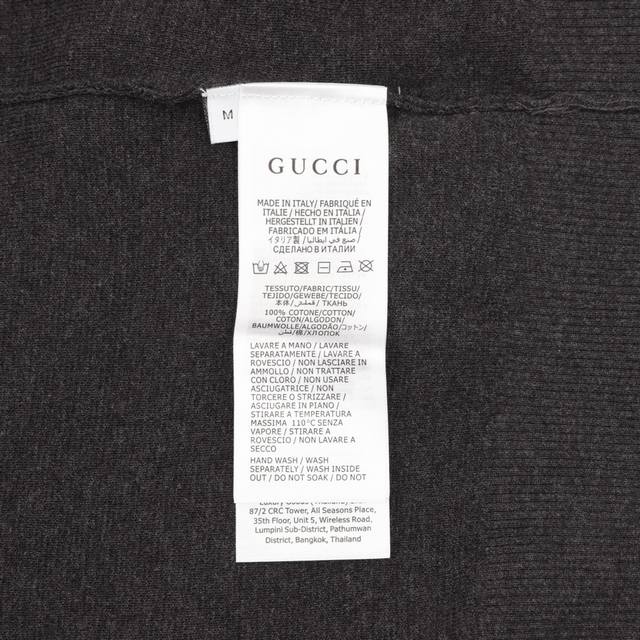 M
GUCCI
MADE IN ITALY/FABRIQUÉ EN
ITALIE / HECHO EN ITÁLIA/
HERGESTELLT IN ITALIEN/
FABRICADO EM ITÁLIA/
イタリア製 / صنع في ايطاليا /
СДЕЛАНО В ИТАЛИИ
TESSUTO/FABRIC/TISSU/
TEJIDO/GEWEBE/TECIDO/
本体/ قماش / ТКАНЬ
100% COTONE/COTTON/
COTON/ALGODON/
BAUMWOLLE/ALGODÃO/コットン/
قطن/棉/ХЛОПОК
LAVARE A MANO / LAVARE
SEPARATAMENTE / LAVARE A
ROVESCIO / NON LASCIARE IN
AMMOLLO / NON TRATTARE
CON CLORO / NON USARE
ASCIUGATRICE / NON
TORCERE O STRIZZARE /
ASCIUGARE IN PIANO /
STIRARE A TEMPERATURA
MASSIMA 110°C SENZA
VAPORE / STIRARE A
ROVESCIO / NON LAVARE A
SECCO
HAND WASH / WASH
SEPARATELY / WASH INSIDE
OUT / DO NOT SOAK / DO NOT
87/2 CRC Tower, All Seasons Place,
35th Floor, Unit 5, Wireless Road,
Lumpini Sub-District, Pathumwan
District, Bangkok, Thailand